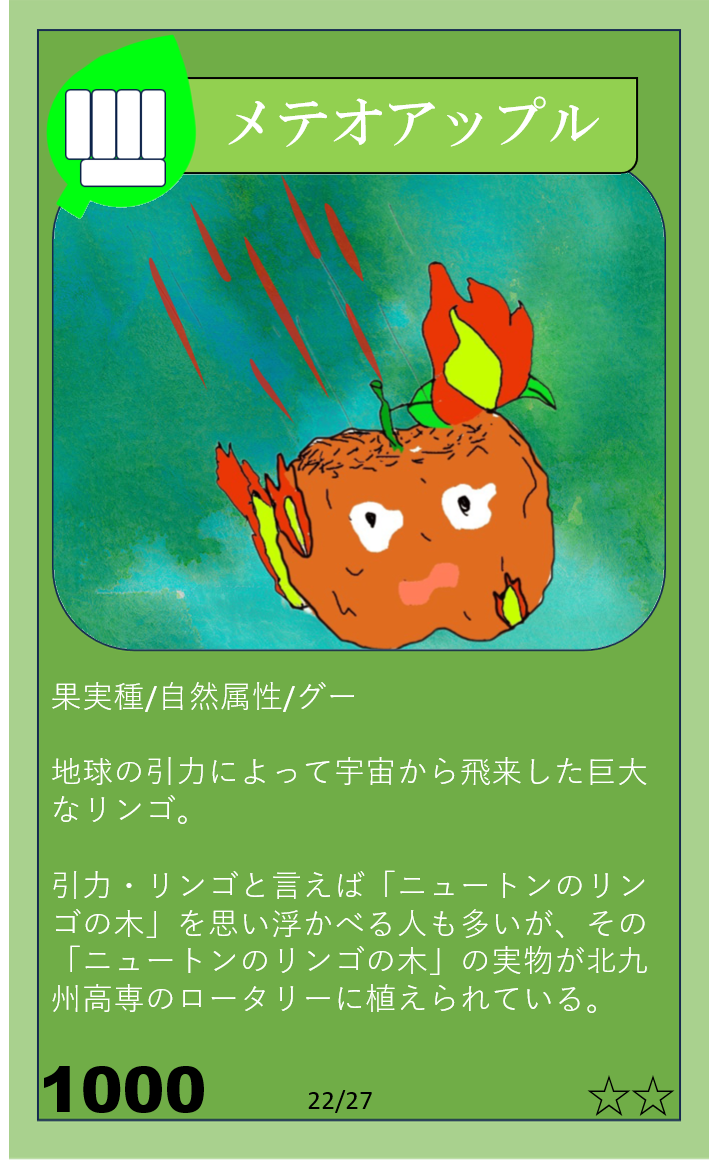 メテオアップル
果実種/自然属性/グー
地球の引力によって宇宙から飛来した巨大
なリンゴ。
引力・リンゴと言えば「ニュートンのリン
ゴの木」を思い浮かべる人も多いが、その
「ニュートンのリンゴの木」の実物が北九
州高専のロータリーに植えられている。
1000
22/27
☆☆